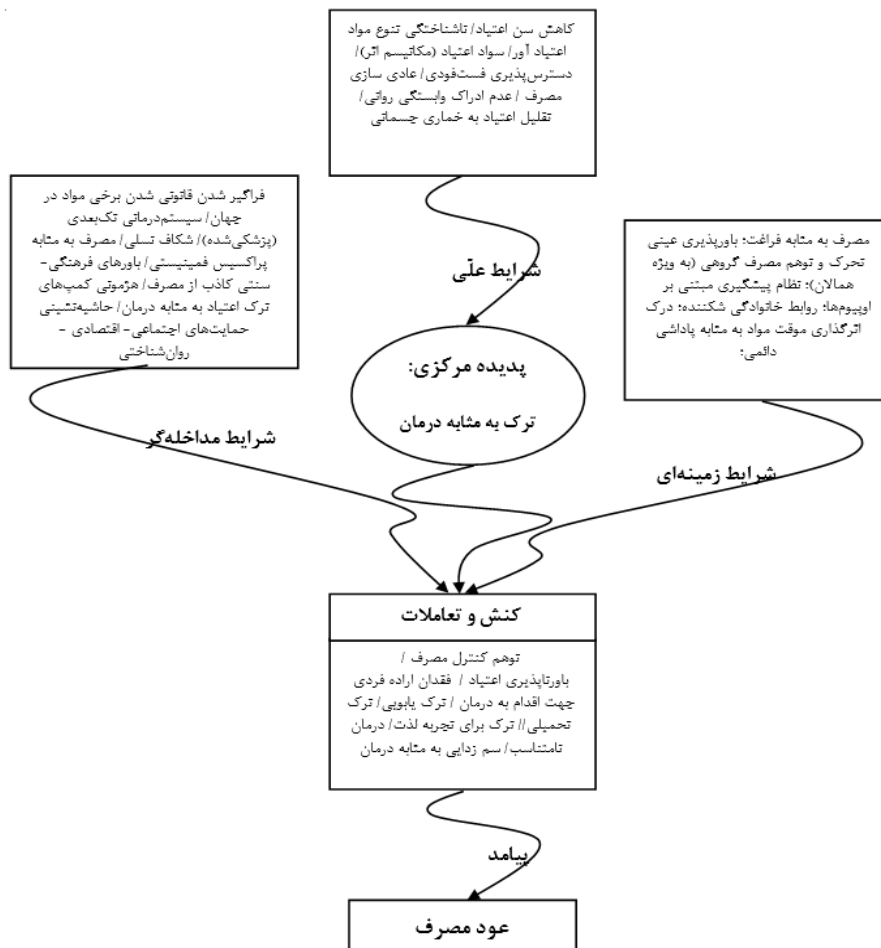 کاهش سن اعتیاد/ ناشناختگی تنوع مواد
اعتیاد آور/ سواد اعتیاد (مکانیسم اثر)/
دسترس‌پذیری فست‌فودی/ عادی سازی
مصرف / عدم ادراک وابستگی روانی/
تقلیل اعتیاد به خماری جسمانی
فراگیر شدن قانونی شدن برخی مواد در
جهان/ سیستم‌درمانی تک‌بعدی
(پزشکی‌شده)/ شکاف نسلی/ مصرف به مثابه
پراکسیس فمینیستی/ باورهای فرهنگی-
سنتی کاذب از مصرف/ هژمونی کمپ‌های
ترک اعتیاد به مثابه درمان/ حاشیه‌نشینی
حمایت‌های اجتماعی- اقتصادی -
روان‌شناختی
مصرف به مثابه فراغت؛ باورپذیری عینی
تحرک و توهم مصرف گروهی (به ویژه
همالان)؛ نظام پیشگیری مبتنی بر
اوپیوم‌ها؛ روابط خانوادگی شکننده؛ درک
اثرگذاری موقت مواد به مثابه پاداشی
دائمی؛
شرایط علّی
پدیده مرکزی:
ترک به مثابه درمان
شرایط مداخله‌گر
شرایط زمینه‌ای
کنش و تعاملات
توهم کنترل مصرف /
باورناپذیری اعتیاد / فقدان اراده فردی
جهت اقدام به درمان / ترک یابویی/ ترک
تحمیلی// ترک برای تجربه لذت/ درمان
نامتناسب/ سم زدایی به مثابه درمان
پیامد
عود مصرف